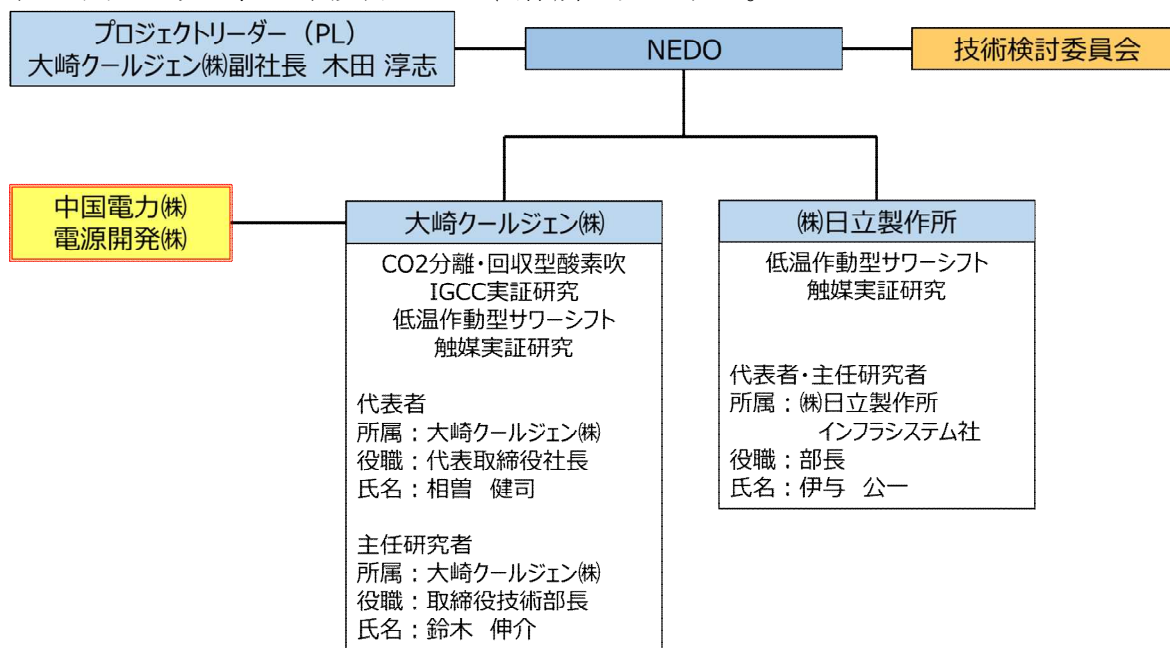 プロジェクトリーダー（PL）
大崎クールジェン㈱副社長 木田 淳志
NEDO
技術検討委員会
中国電力㈱
電源開発㈱
大崎クールジェン㈱
CO2分離・回収型酸素吹
IGCC実証研究
低温作動型サワーシフト
触媒実証研究
代表者
所属：大崎クールジェン㈱
役職：代表取締役社長
氏名：相曽 健司
主任研究者
所属：大崎クールジェン㈱
役職：取締役技術部長
氏名：鈴木 伸介
㈱日立製作所
低温作動型サワーシフト
触媒実証研究
代表者・主任研究者
所属：㈱日立製作所
インフラシステム社
役職：部長
氏名：伊与 公一